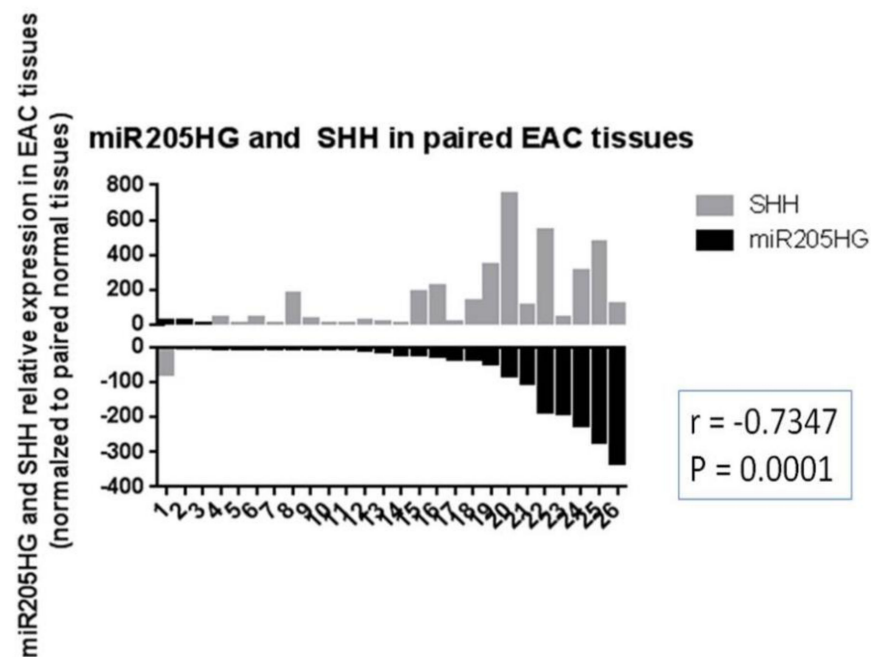 miR205HG and SHH relative expression in EAC tissues
(normalzed to paired normal tissues)
miR205HG and SHH in paired EAC tissues
800
600
400
200
0
0
-100
-200
-300
-400
1 2 3 4 5 6 7 8 9 10 11 12 13 14 15 16 17 18 19 20 21 22 23 24 25 26
SHH
miR205HG
r = -0.7347
P = 0.0001